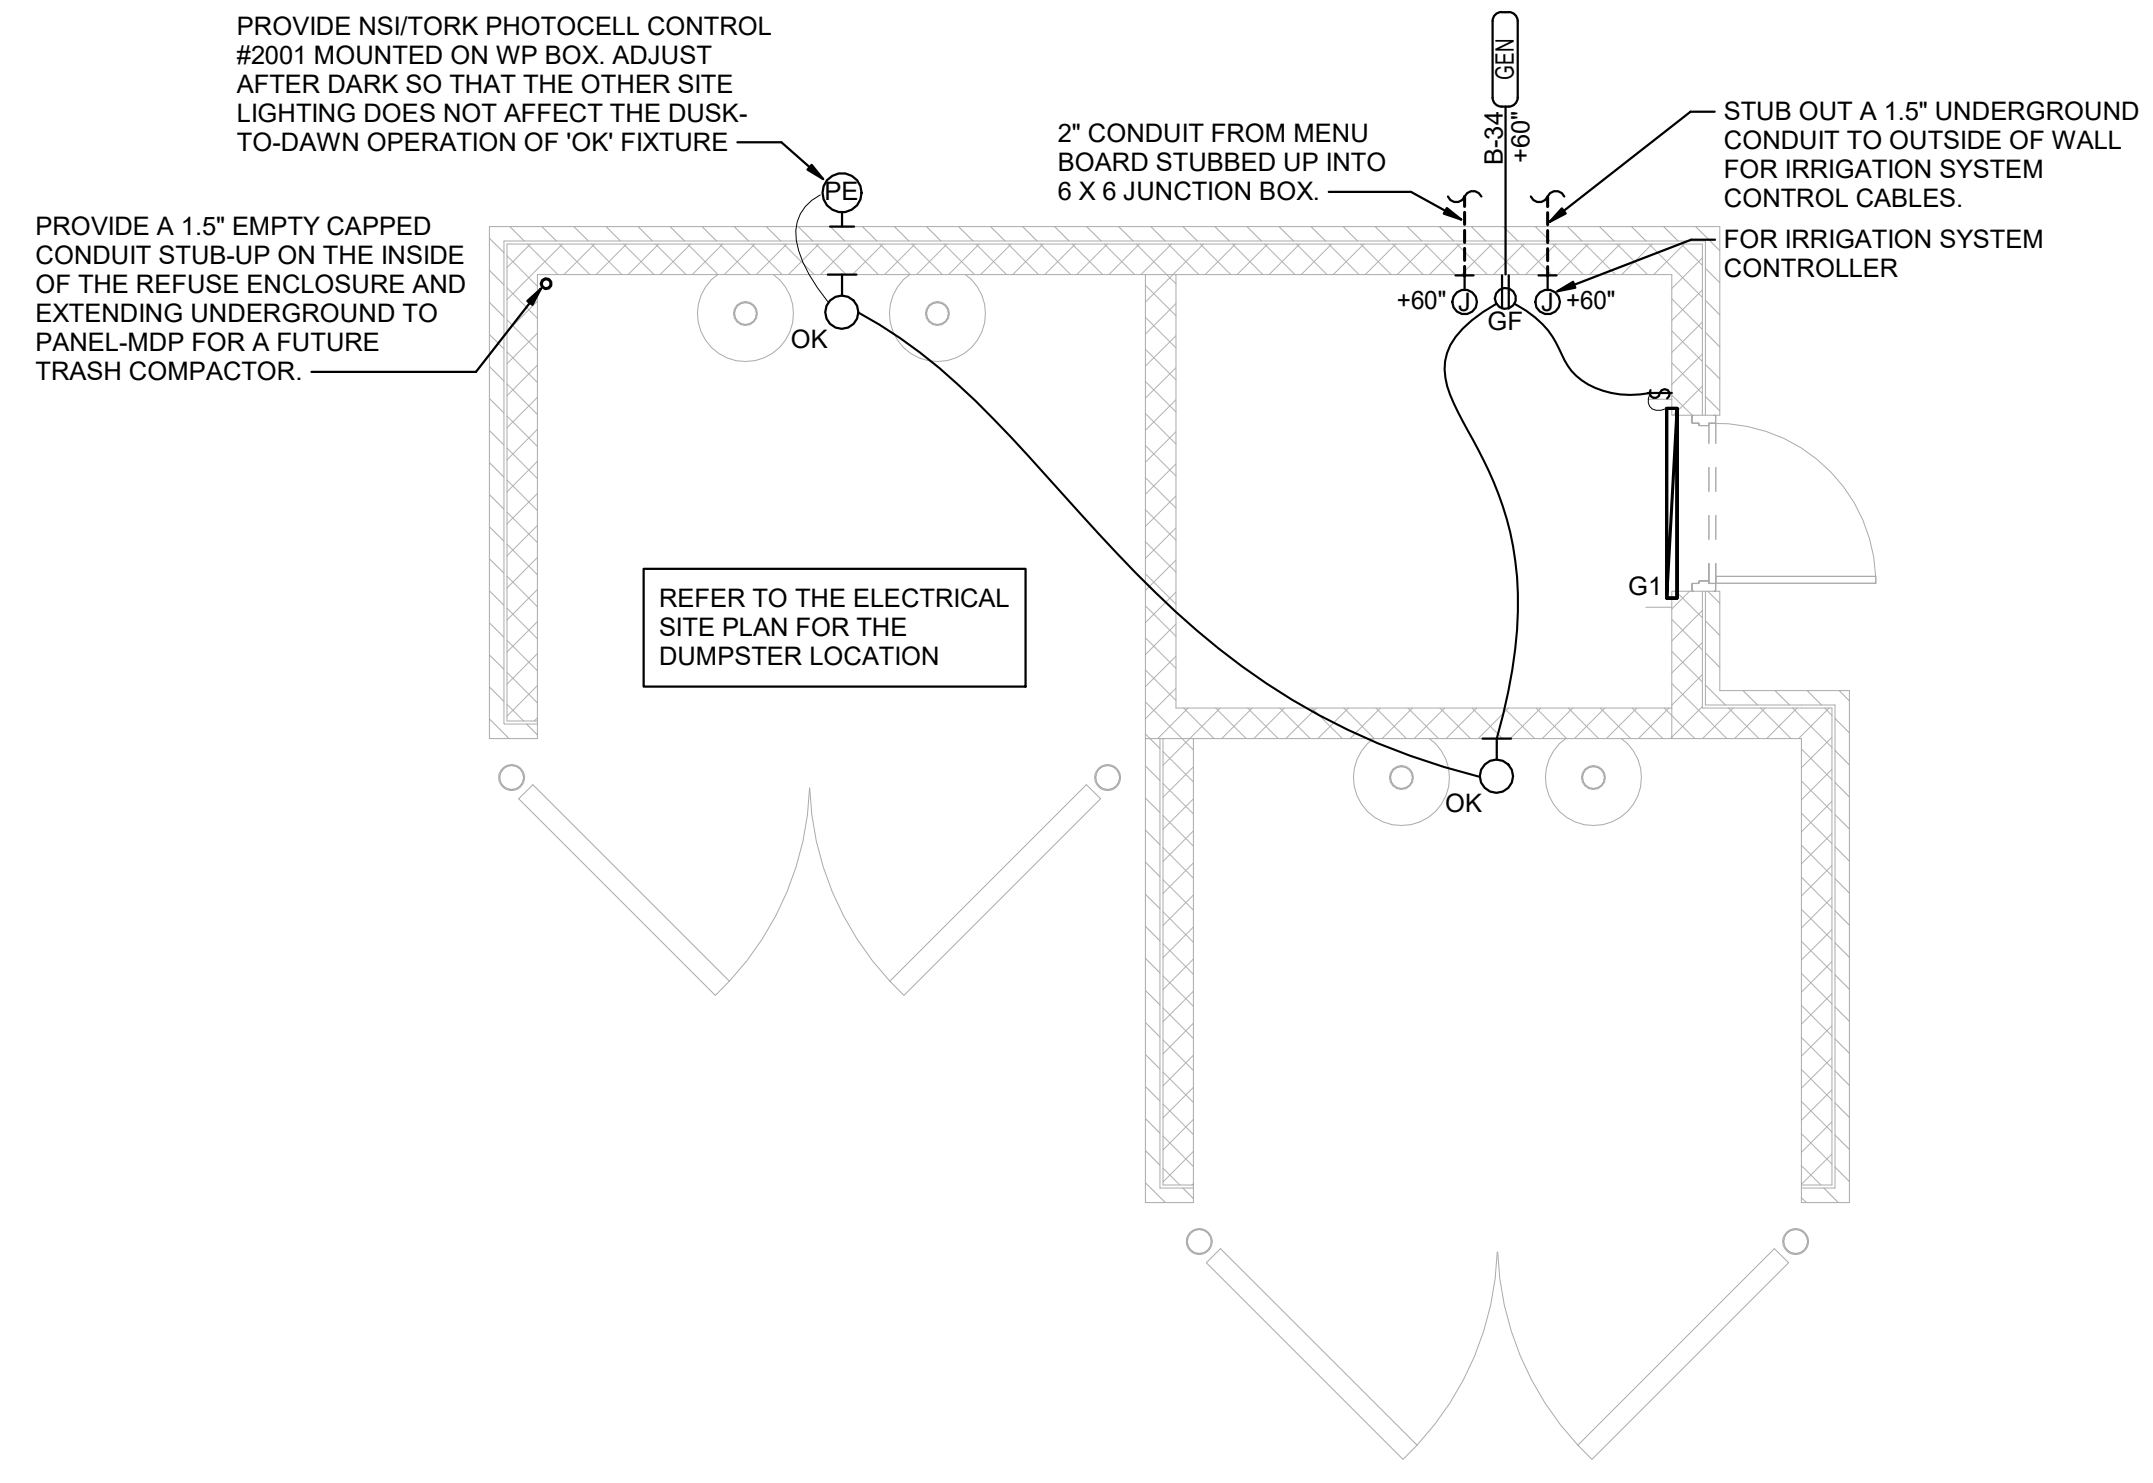 PROVIDE NSI/TORK PHOTOCELL CONTROL
#2001 MOUNTED ON WP BOX. ADJUST
AFTER DARK SO THAT THE OTHER SITE
LIGHTING DOES NOT AFFECT THE DUSK-
TO-DAWN OPERATION OF 'OK' FIXTURE
PE
PROVIDE A 1.5" EMPTY CAPPED
CONDUIT STUB-UP ON THE INSIDE
OF THE REFUSE ENCLOSURE AND
EXTENDING UNDERGROUND TO
PANEL-MDP FOR A FUTURE
TRASH COMPACTOR.
OK
2" CONDUIT FROM MENU
BOARD STUBBED UP INTO
6 X 6 JUNCTION BOX.
GEN
B-34
+60"
STUB OUT A 1.5" UNDERGROUND
CONDUIT TO OUTSIDE OF WALL
FOR IRRIGATION SYSTEM
CONTROL CABLES.
FOR IRRIGATION SYSTEM
CONTROLLER
+60" J
J +60"
GF
S
G1
REFER TO THE ELECTRICAL
SITE PLAN FOR THE
DUMPSTER LOCATION
OK